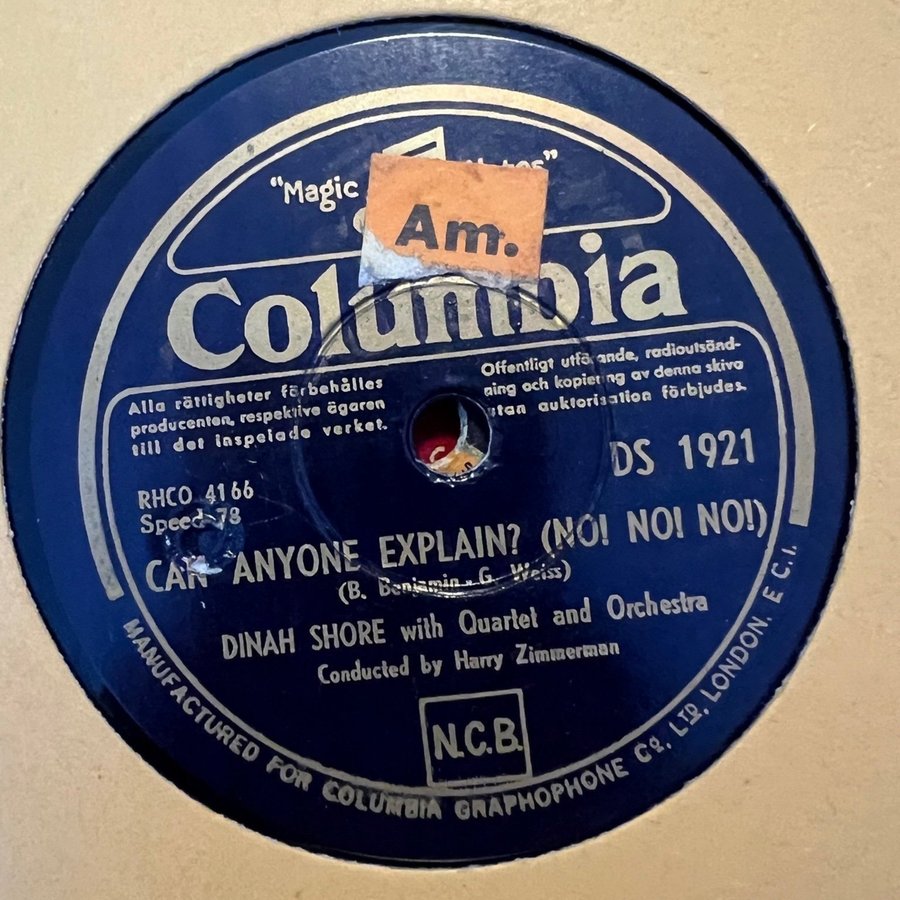 "Magic
Am.
Columbia
Alla rättigheter förbehålles
producenten, respektive ägaren
till det inspelade verket.
Offentligt utförande, radioutsänd-
ning och kopiering av denna skiva
utan auktorisation förbjudes.
DS 1921
RHCO 4166
Speed 78
CAN ANYONE EXPLAIN? (NO! NO! NO!)
(B. Benjamin - G. Weiss)
DINAH SHORE with Quartet and Orchestra
Conducted by Harry Zimmerman
N.C.B.
MANUFACTURED FOR COLUMBIA GRAPHOPHONE CO. LTD, LONDON. E C.1.